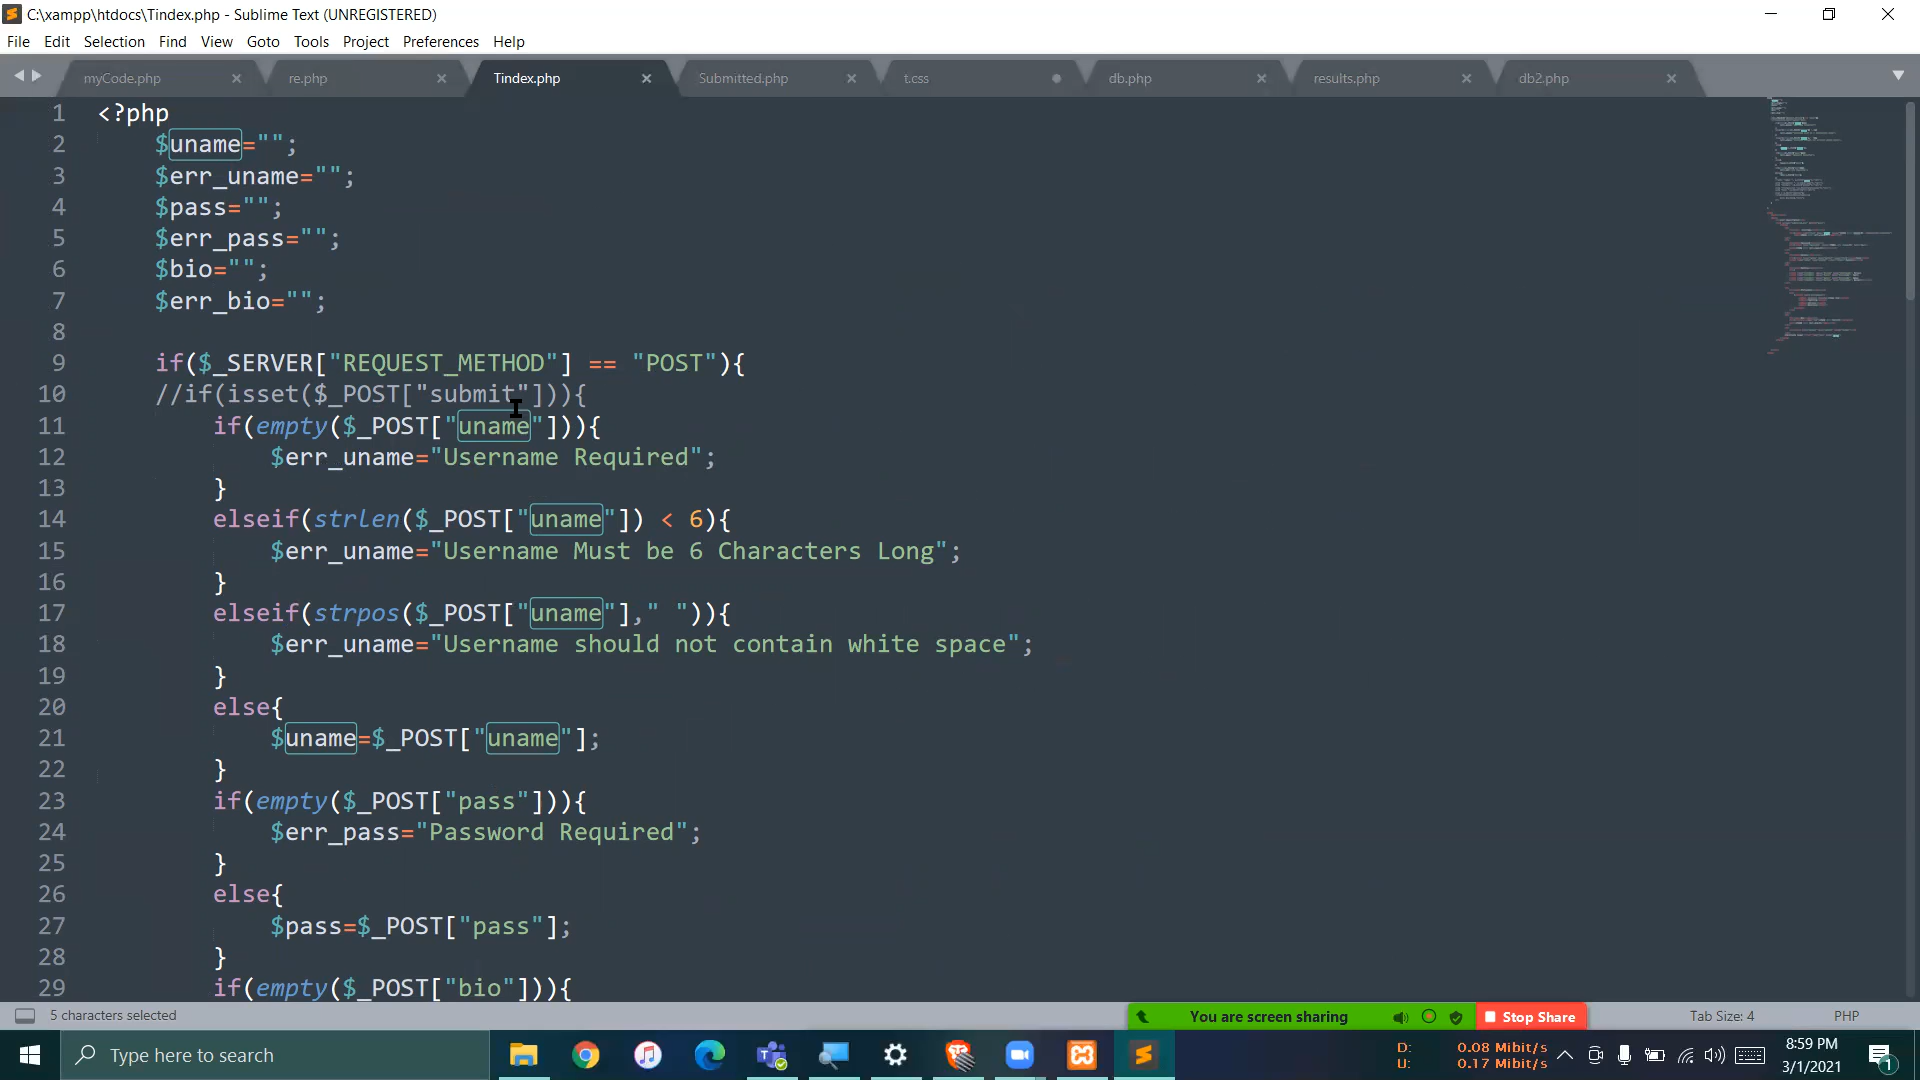 C:\xampp\htdocs\Tindex.php - Sublime Text (UNREGISTERED)
File Edit Selection Find View Goto Tools Project Preferences Help
myCode.php re.php Tindex.php Submitted.php t.css db.php results.php db2.php
1 <?php
2 $uname="";
3 $err_uname="";
4 $pass="";
5 $err_pass="";
6 $bio="";
7 $err_bio="";
8
9 if($_SERVER["REQUEST_METHOD"] == "POST"){
10 //if(isset($_POST["submit"])){
11 if(empty($_POST["uname"])){
12 $err_uname="Username Required";
13 }
14 elseif(strlen($_POST["uname"]) < 6){
15 $err_uname="Username Must be 6 Characters Long";
16 }
17 elseif(strpos($_POST["uname"]," ")){
18 $err_uname="Username should not contain white space";
19 }
20 else{
21 $uname=$_POST["uname"];
22 }
23 if(empty($_POST["pass"])){
24 $err_pass="Password Required";
25 }
26 else{
27 $pass=$_POST["pass"];
28 }
29 if(empty($_POST["bio"])){
5 characters selected You are screen sharing Stop Share Tab Size: 4 PHP
Type here to search
D: 0.08 Mibit/s
U: 0.17 Mibit/s
8:59 PM
3/1/2021
1